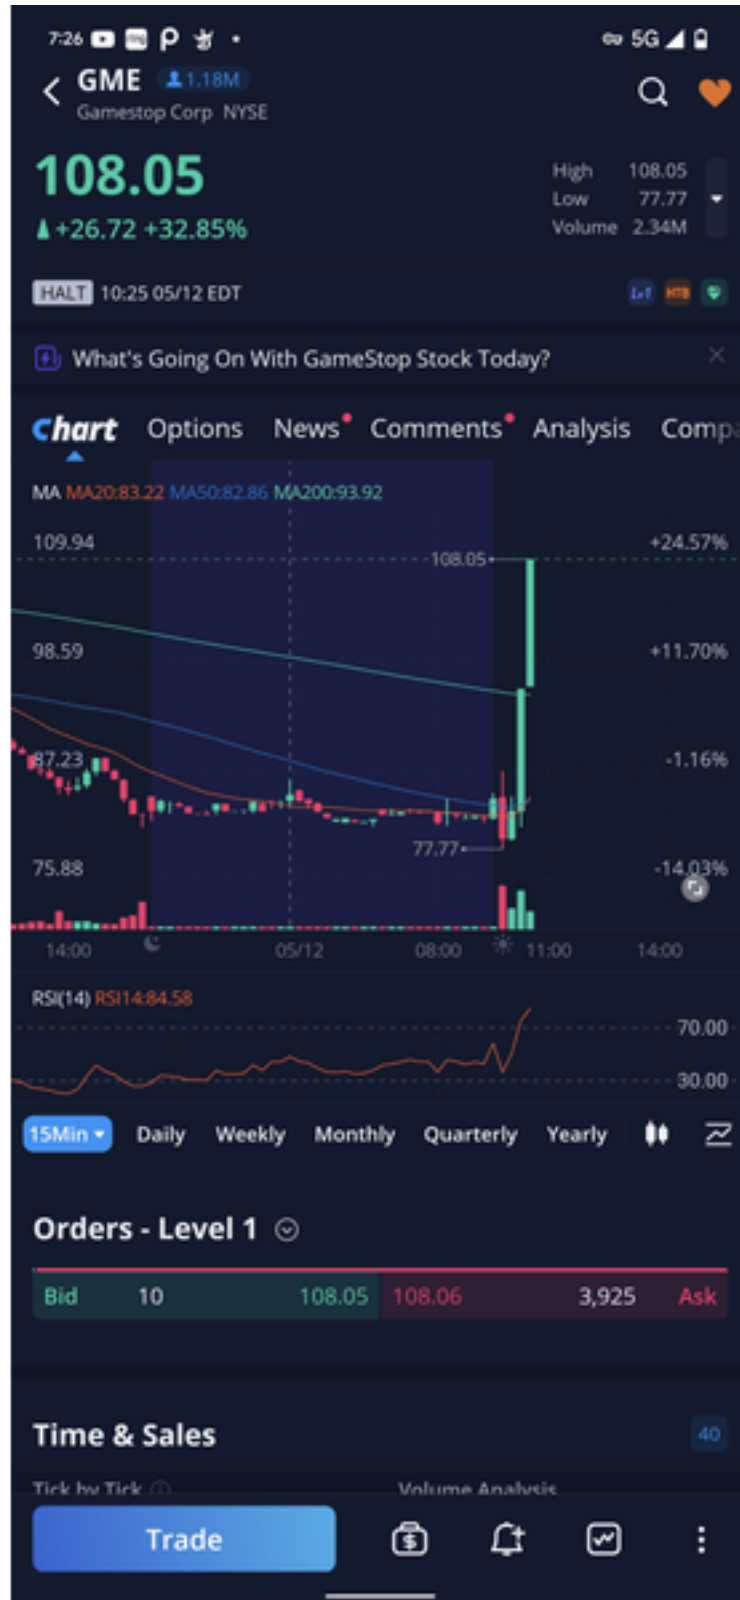 7:26
5G
GME 1.18M
Gamestop Corp NYSE
108.05
+26.72 +32.85%
High 108.05
Low 77.77
Volume 2.34M
HALT 10:25 05/12 EDT
HTB
What's Going On With GameStop Stock Today?
Chart Options News Comments Analysis Comp
MA MA20:83.22 MA50:82.86 MA200:93.92
109.94 +24.57%
108.05
98.59 +11.70%
87.23 -1.16%
77.77
75.88 -14.03%
14:00 05/12 08:00 11:00 14:00
RSI(14) RSI14:84.58
70.00
30.00
15Min Daily Weekly Monthly Quarterly Yearly
Orders - Level 1
Bid 10 108.05 108.06 3,925 Ask
Time & Sales 40
Tick by Tick Volume Analysis
Trade